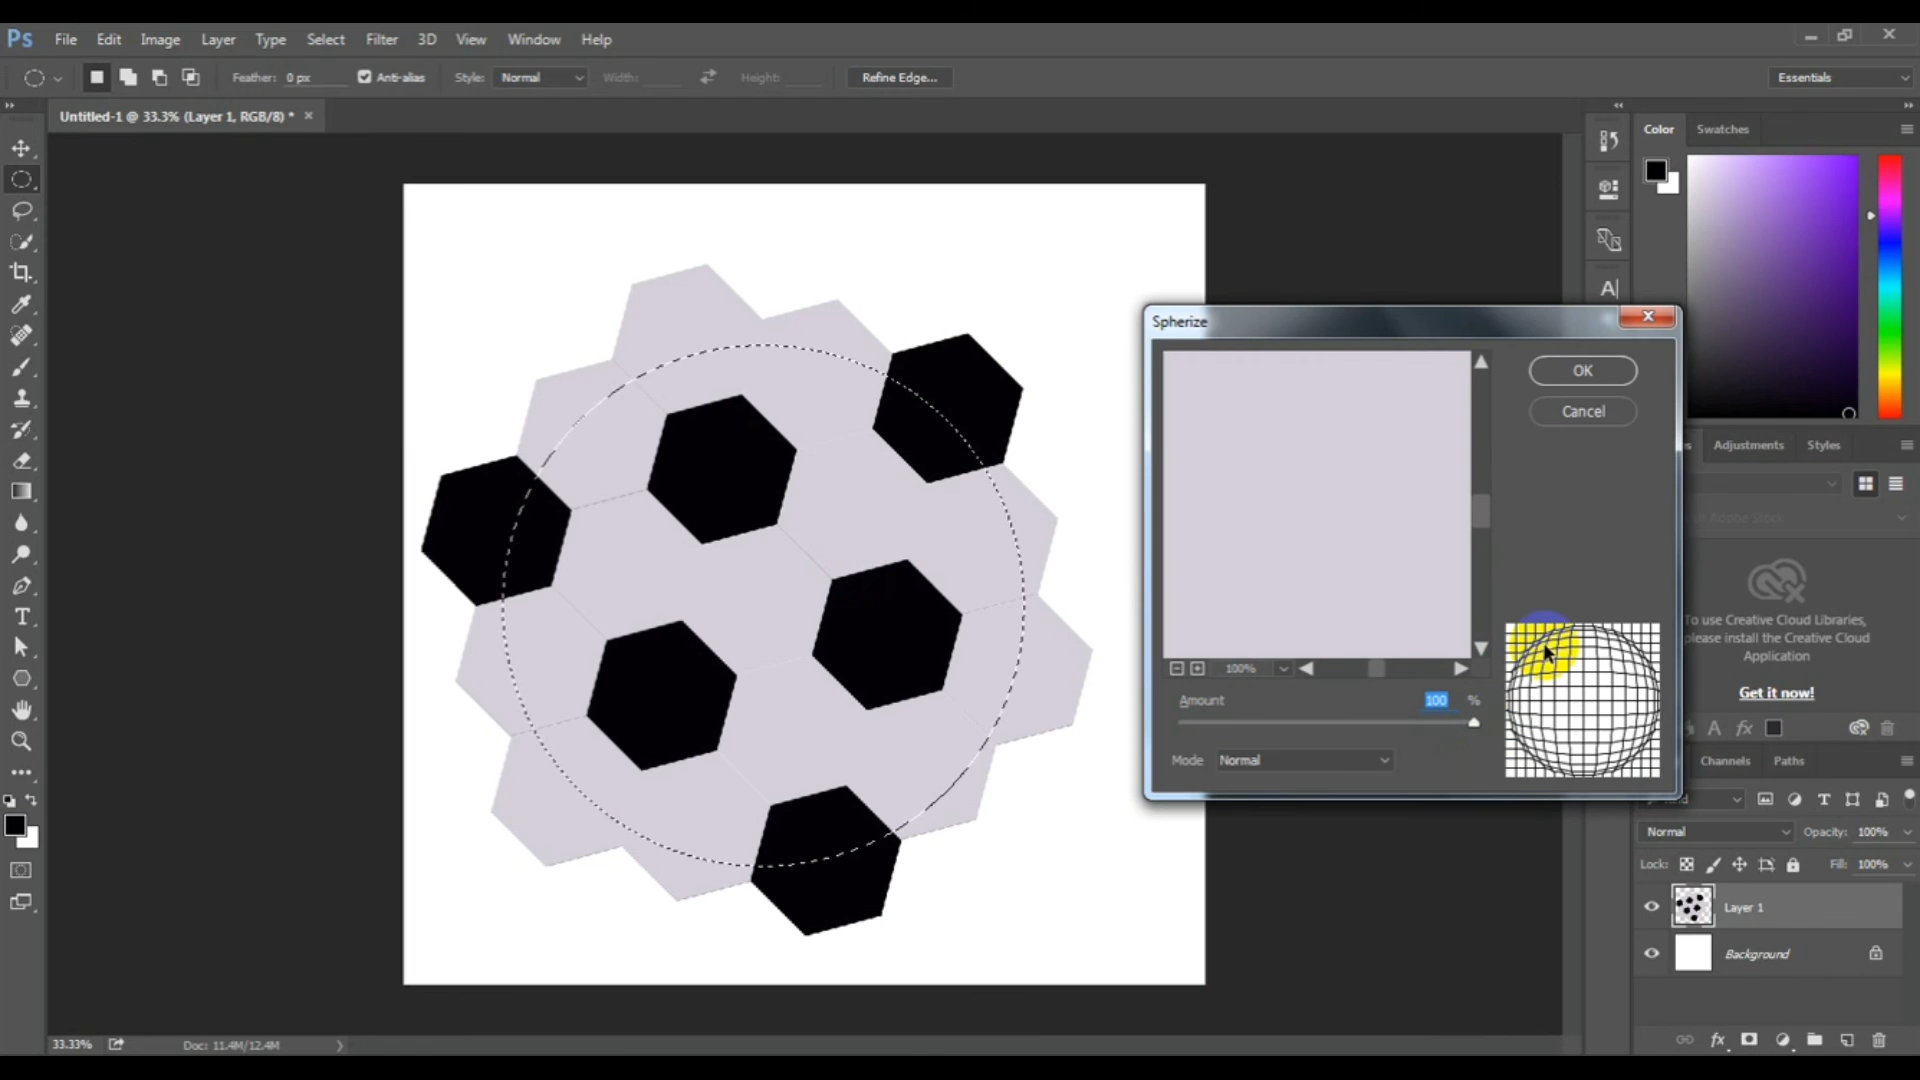 Ps File Edit Image Layer Type Select Filter 3D View Window Help
Feather: 0 px Anti-alias Style: Normal Width: Height: Refine Edge... Essentials
Untitled-1 @ 33.3% (Layer 1, RGB/8) * ×
Color Swatches
A|
Spherize
OK
Cancel
Adjustments Styles
To use Creative Cloud Libraries,
please install the Creative Cloud
Application
Get it now!
100%
Amount 100 %
Mode Normal
Channels Paths
Normal Opacity: 100%
Lock: Fill: 100%
Layer 1
Background
33.33% Doc: 11.4M/12.4M